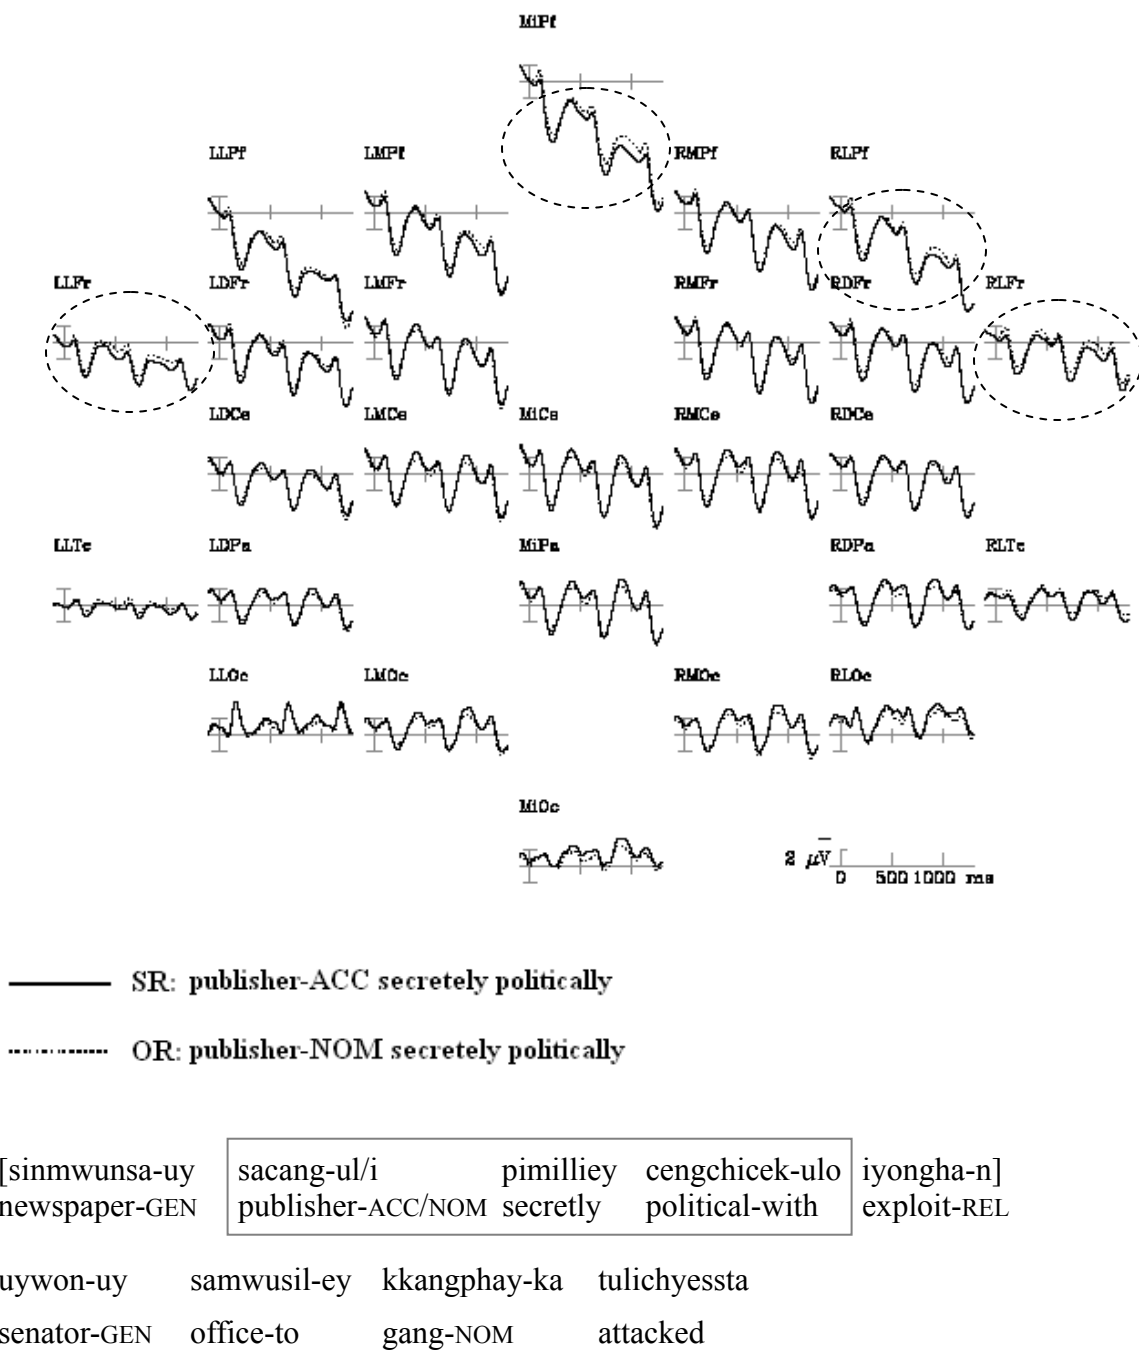 MiPf
LLPf LMPf RMPf RLPf
LLFr LDFr LMFr RMFr RDFr RLFr
LDCe LMCe MiCe RMCe RDCe
LLTe LDPa MiPa RDPa RLTe
LLOc LMOc RMOc RLOc
MiOc
2 μV
0 500 1000 ms
SR: publisher-ACC secretely politically
OR: publisher-NOM secretely politically
[sinmwunsa-uy sacang-ul/i pimilliey cengchicek-ulo iyongha-n]
newspaper-GEN publisher-ACC/NOM secretly political-with exploit-REL
uywon-uy samwusil-ey kkangphay-ka tulichyessta
senator-GEN office-to gang-NOM attacked